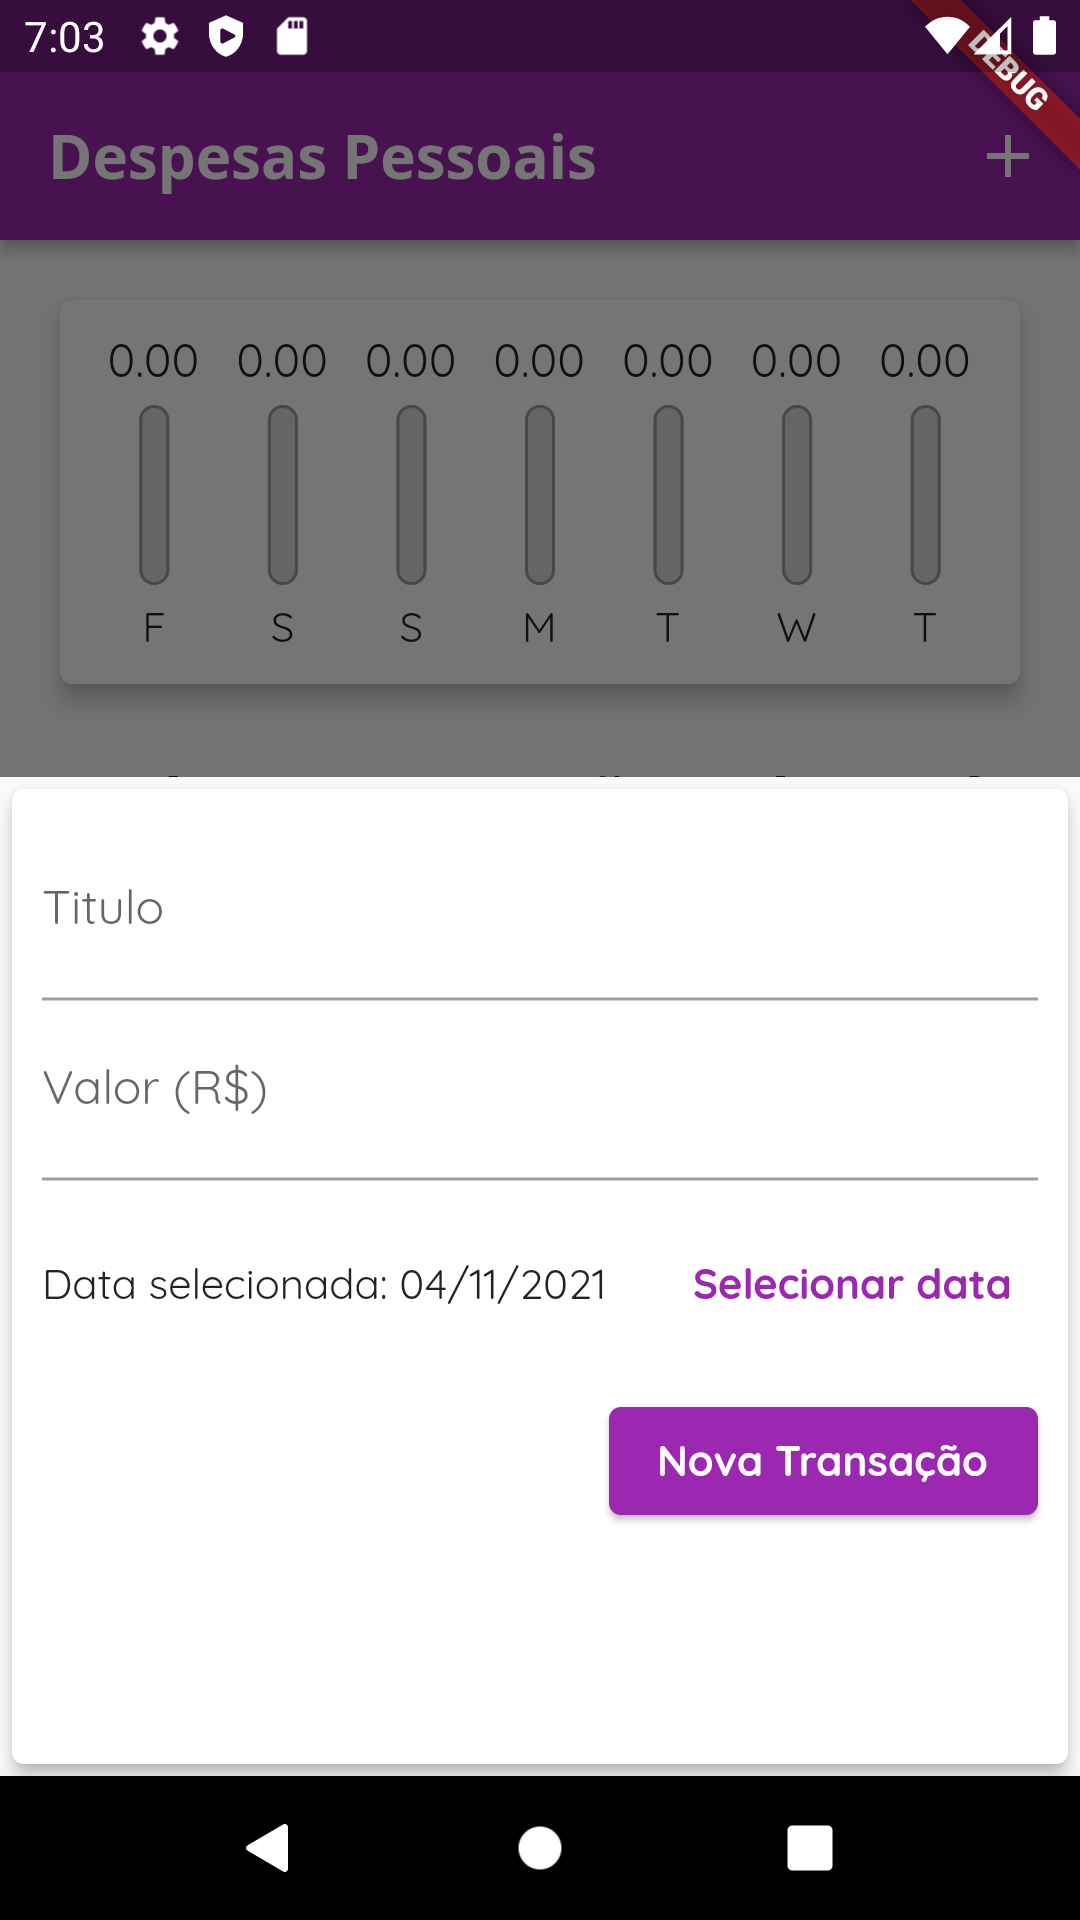 7:03
DEBUG
Despesas Pessoais
0.00 0.00 0.00 0.00 0.00 0.00 0.00
F S S M T W T
Titulo
Valor (R$)
Data selecionada: 04/11/2021 Selecionar data
Nova Transação